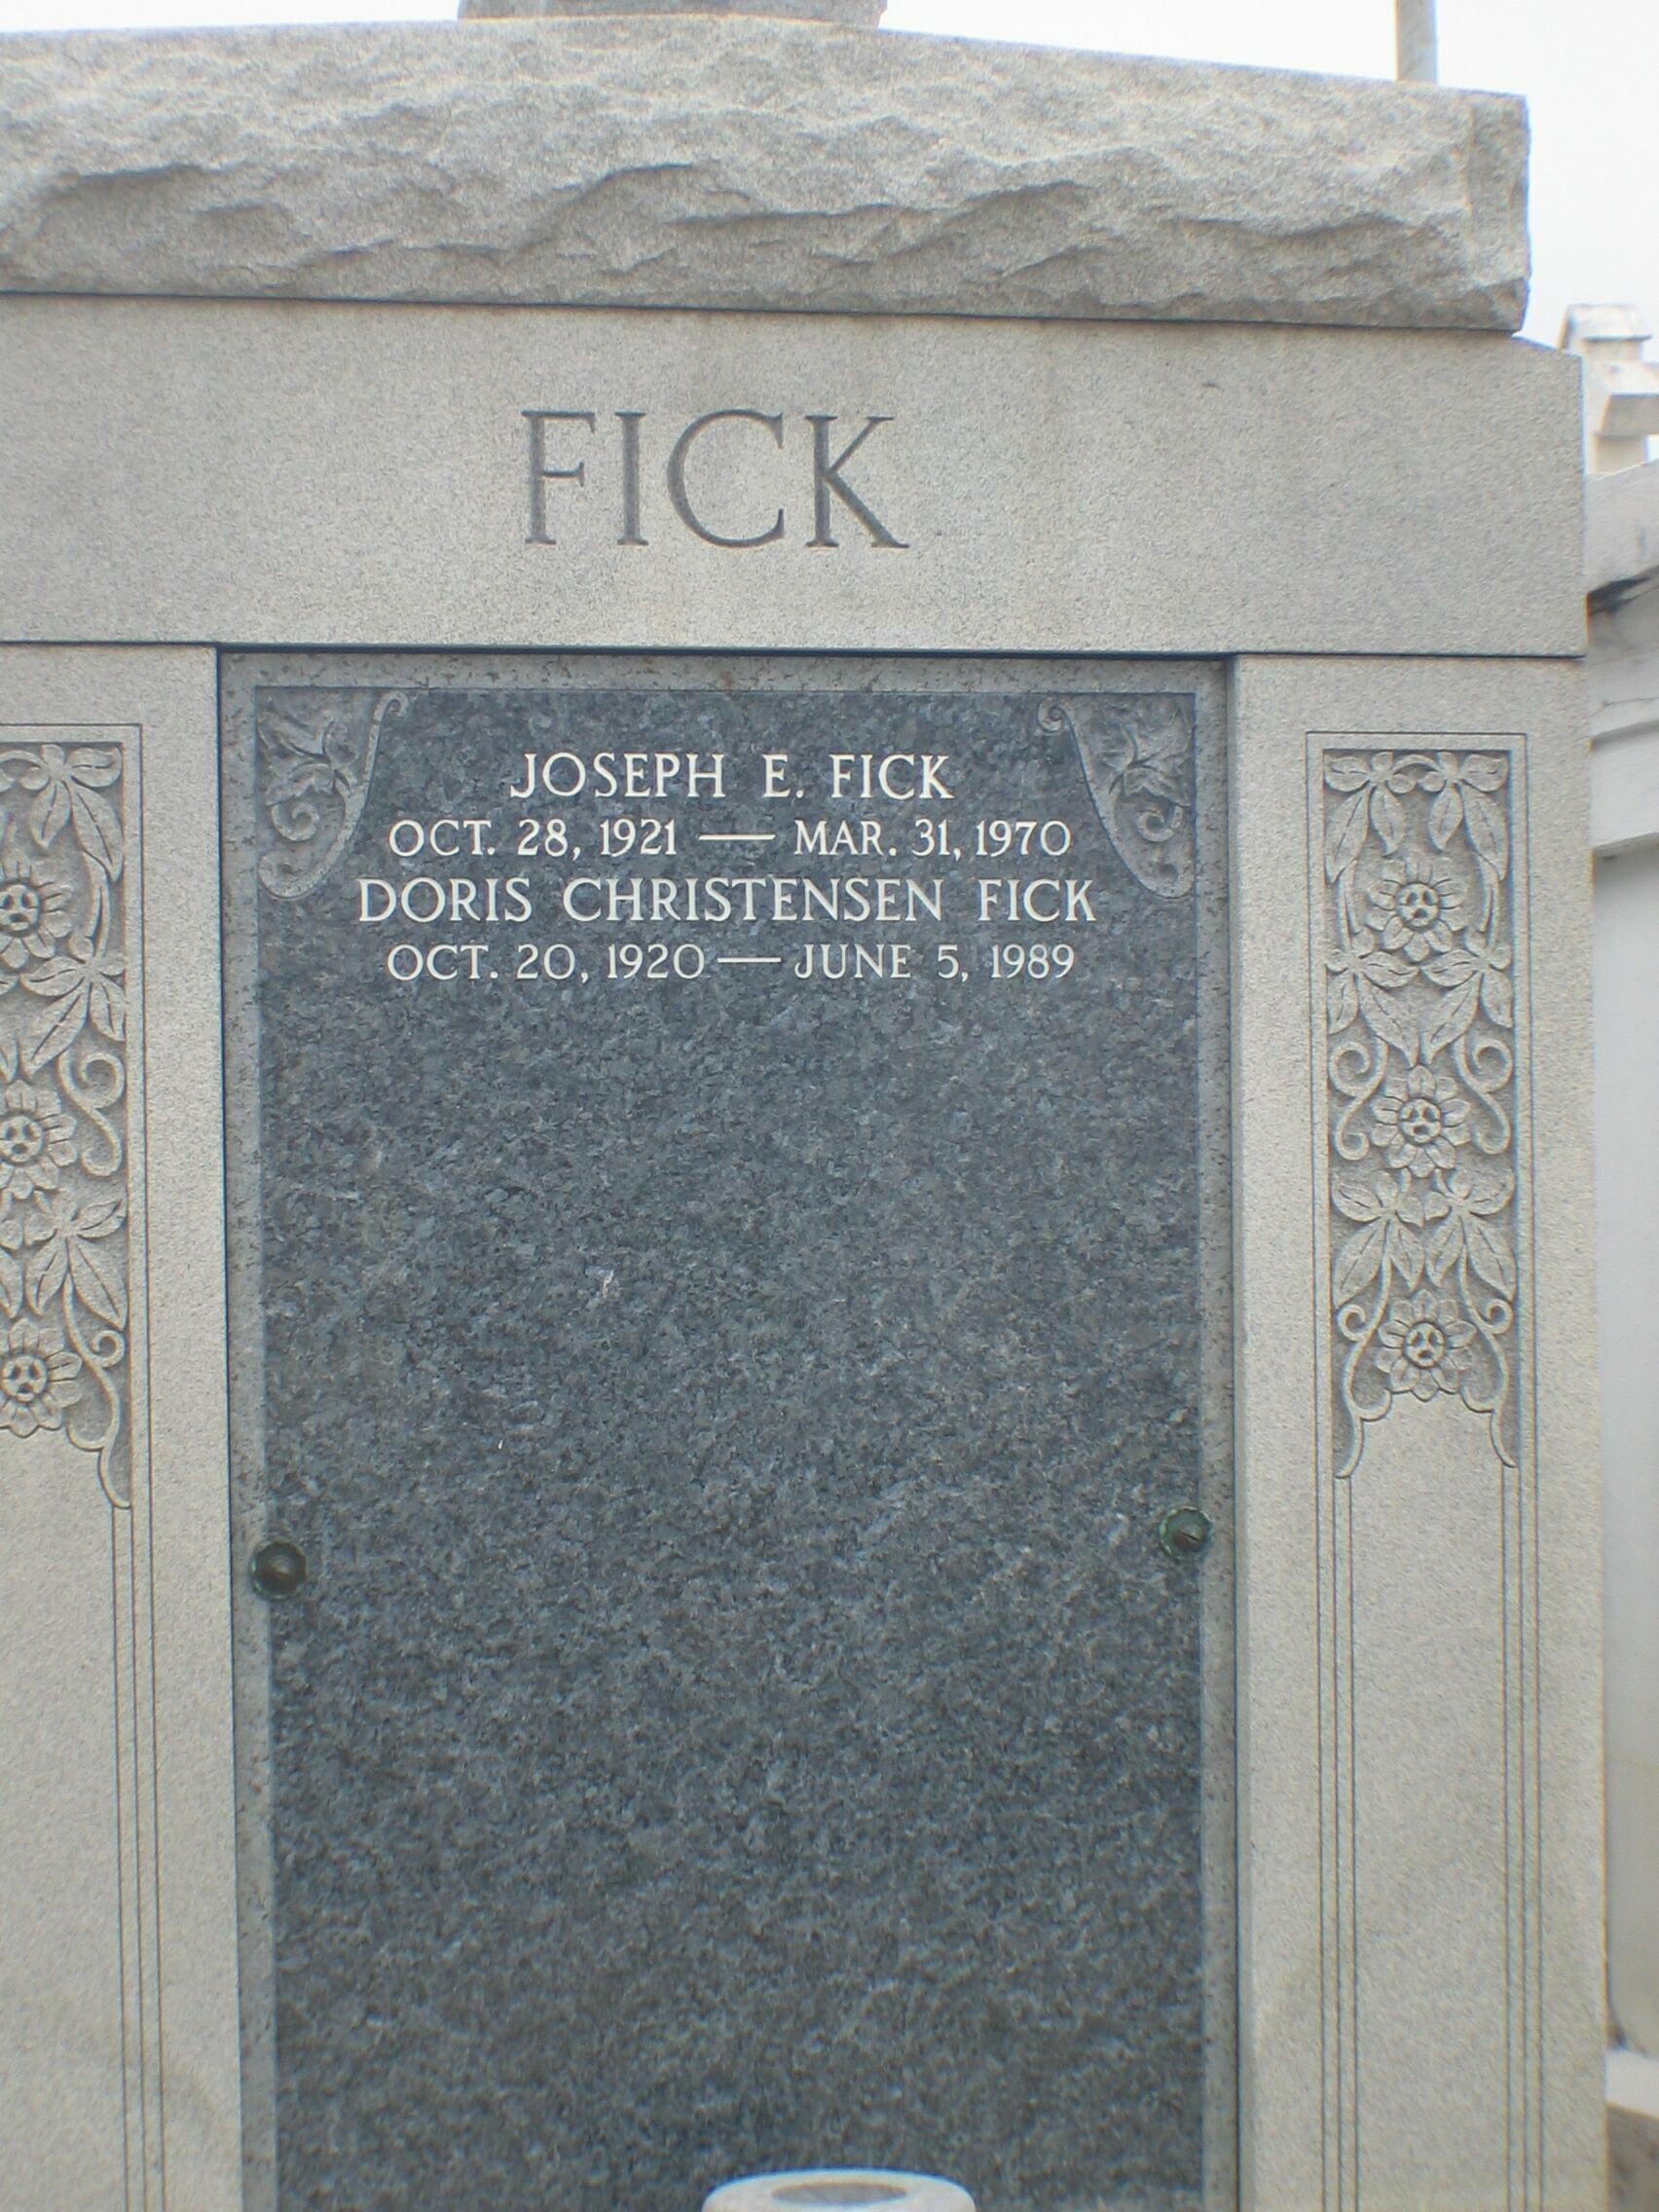 FICK
JOSEPH E. FICK
OCT. 28, 1921 — MAR. 31, 1970
DORIS CHRISTENSEN FICK
OCT. 20, 1920 — JUNE 5, 1989